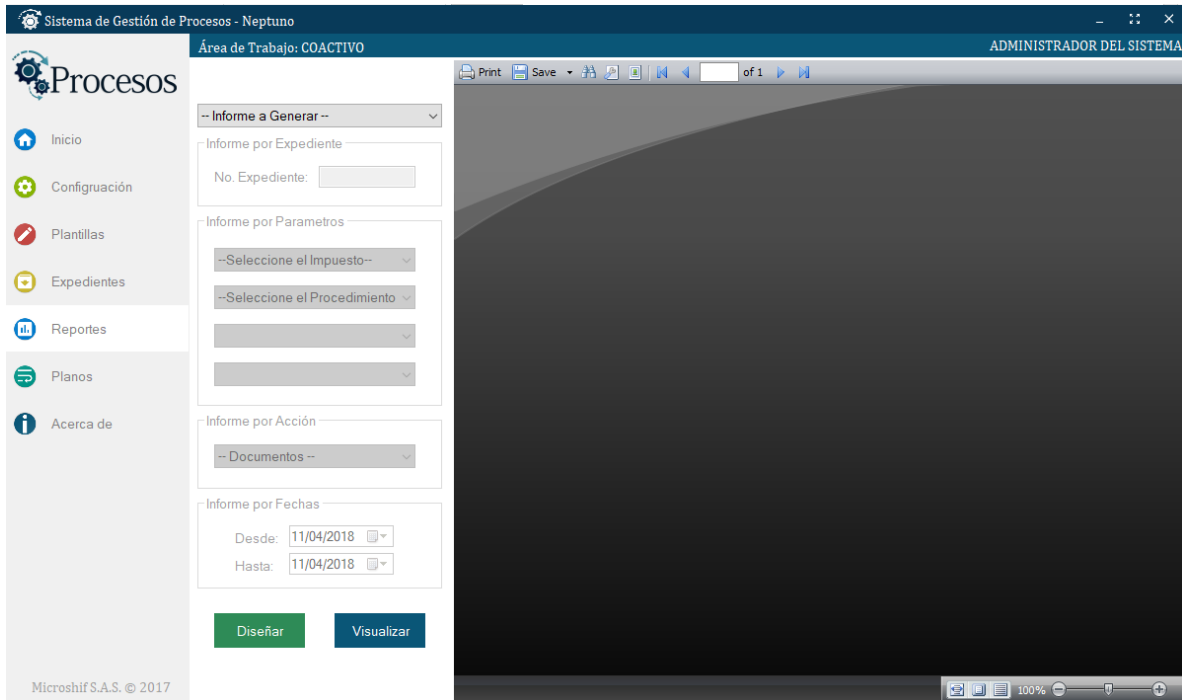 Sistema de Gestión de Procesos - Neptuno
Área de Trabajo: COACTIVO
ADMINISTRADOR DEL SISTEMA
Procesos
Inicio
Configruación
Plantillas
Expedientes
Reportes
Planos
Acerca de
Microshif S.A.S. © 2017
-- Informe a Generar --
Informe por Expediente
No. Expediente:
Informe por Parametros
--Seleccione el Impuesto--
--Seleccione el Procedimiento
Informe por Acción
-- Documentos --
Informe por Fechas
Desde: 11/04/2018
Hasta: 11/04/2018
Diseñar Visualizar
Print Save of 1
100%